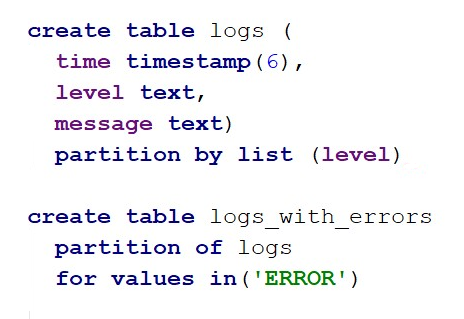 create table logs (
time timestamp(6),
level text,
message text)
partition by list (level)
create table logs_with_errors
partition of logs
for values in('ERROR')